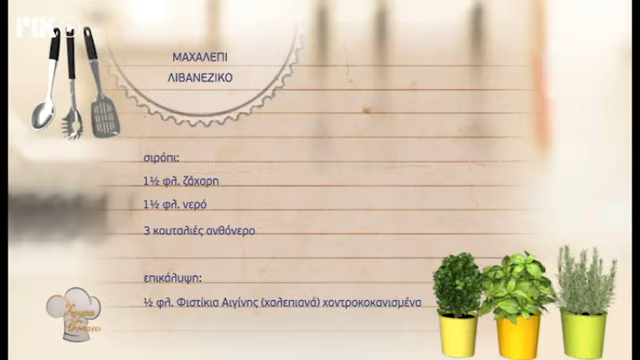 ΡΙΚ
ΜΑΧΑΛΕΠΙ
ΛΙΒΑΝΕΖΙΚΟ
σιρόπι:
1½ φλ. ζάχαρη
1½ φλ. νερό
3 κουταλιές ανθόνερο
επικάλυψη:
½ φλ. Φιστίκια Αιγίνης (χαλεπιανά) χοντροκοκανισμένα